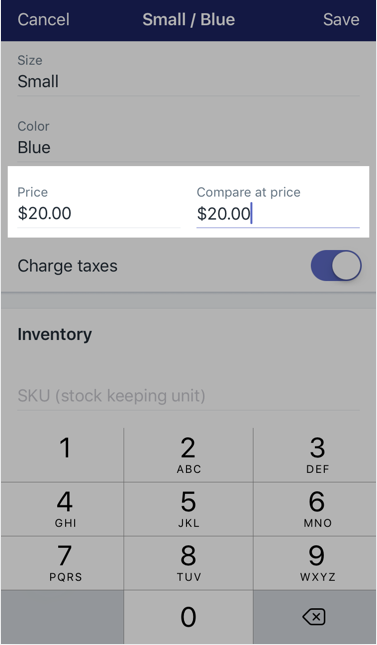 Cancel Small / Blue Save
Size
Small
Color
Blue
Price Compare at price
$20.00 $20.00
Charge taxes
Inventory
SKU (stock keeping unit)
1 2 3
ABC DEF
4 5 6
GHI JKL MNO
7 8 9
PQRS TUV WXYZ
0